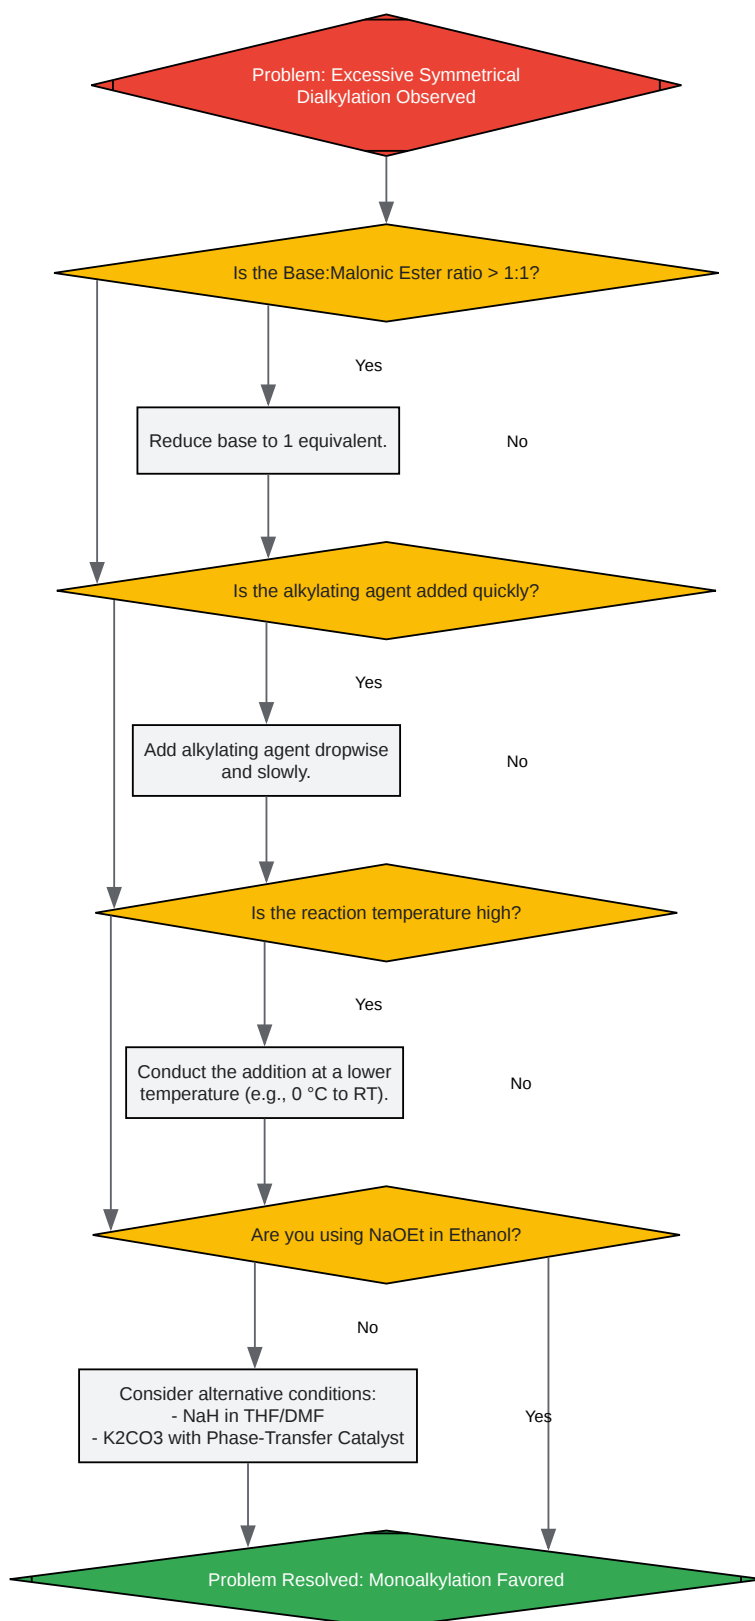 Problem: Excessive Symmetrical
Dialkylation Observed
Is the Base:Malonic Ester ratio > 1:1?
Yes
Reduce base to 1 equivalent.
No
Is the alkylating agent added quickly?
Yes
Add alkylating agent dropwise
and slowly.
No
Is the reaction temperature high?
Yes
Conduct the addition at a lower
temperature (e.g., 0 °C to RT).
No
Are you using NaOEt in Ethanol?
No
Consider alternative conditions:
- NaH in THF/DMF
- K2CO3 with Phase-Transfer Catalyst
Yes
Problem Resolved: Monoalkylation Favored